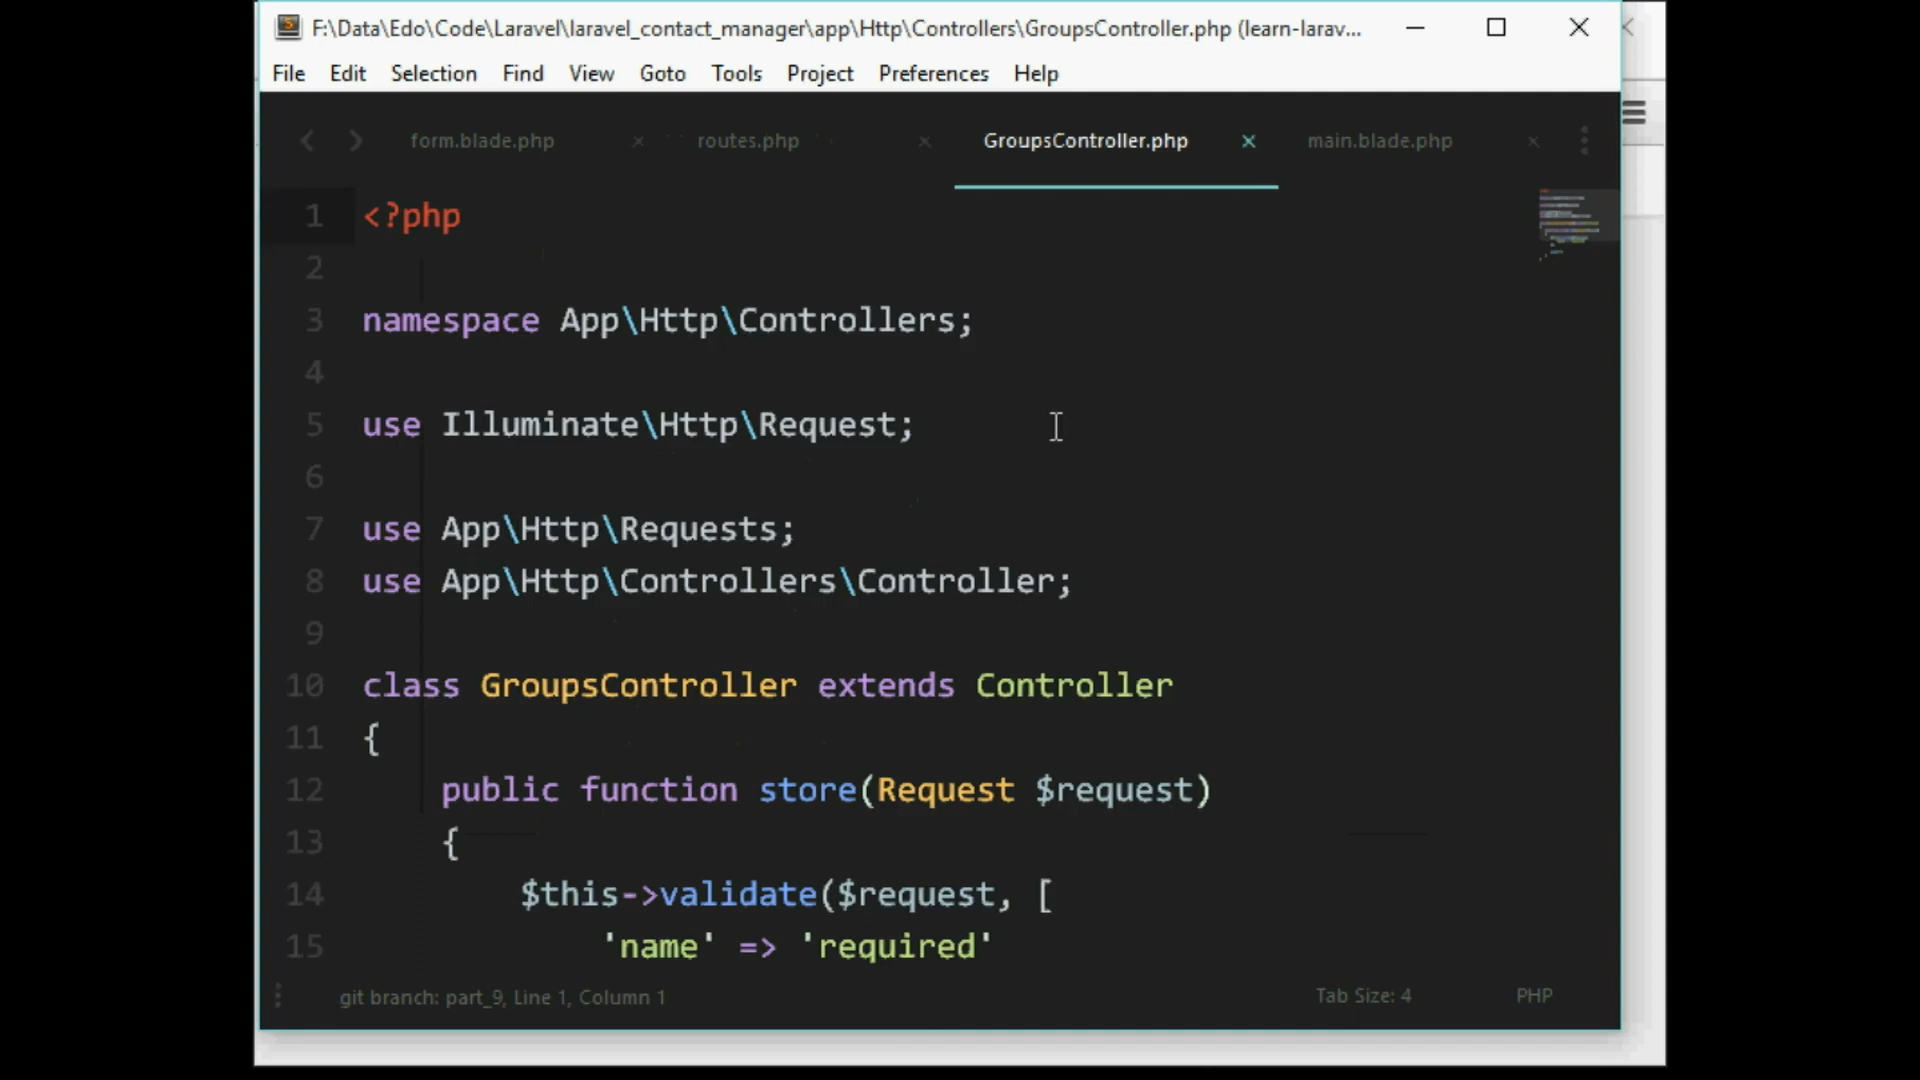 F:\Data\Edo\Code\Laravel\laravel_contact_manager\app\Http\Controllers\GroupsController.php (learn-larav...
File Edit Selection Find View Goto Tools Project Preferences Help
form.blade.php routes.php GroupsController.php main.blade.php
1 <?php
2
3 namespace App\Http\Controllers;
4
5 use Illuminate\Http\Request;
6
7 use App\Http\Requests;
8 use App\Http\Controllers\Controller;
9
10 class GroupsController extends Controller
11 {
12 public function store(Request $request)
13 {
14 $this->validate($request, [
15 'name' => 'required'
git branch: part_9, Line 1, Column 1 Tab Size: 4 PHP